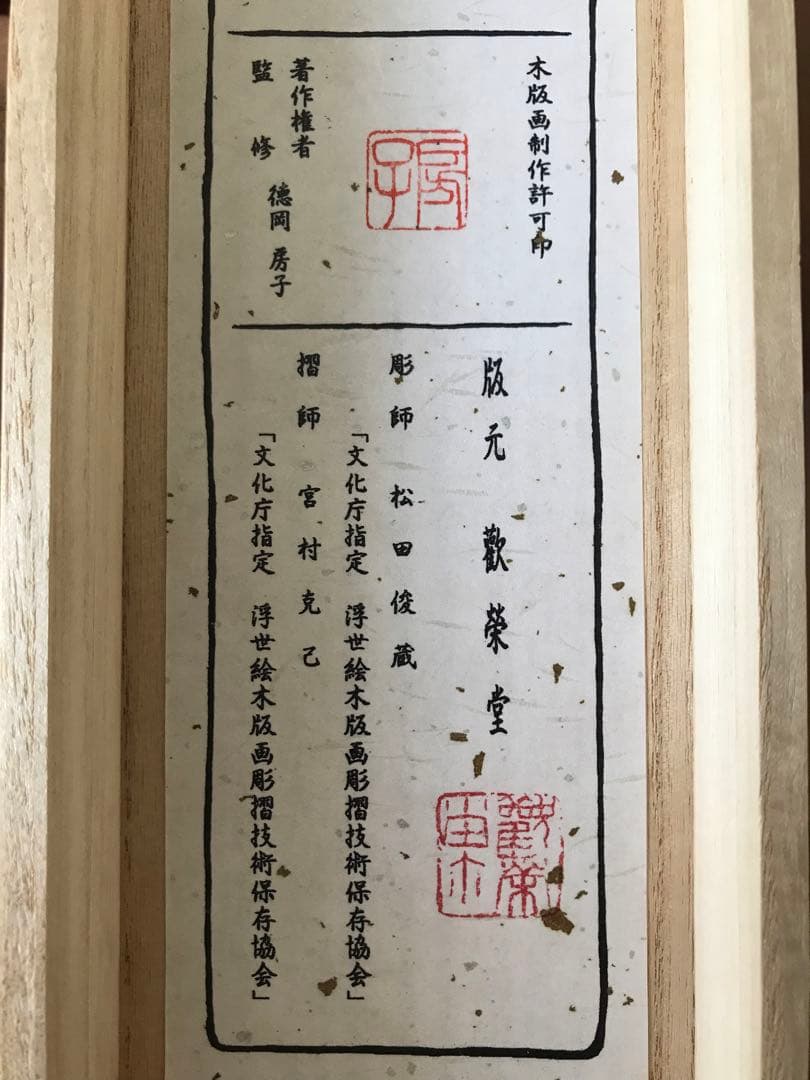 木版画制作許可印
房子
著作権者
監修
徳岡 房子
版元 歡榮堂
彫師 松田俊蔵
「文化庁指定 浮世絵木版画彫摺技術保存協会」
摺師 宮村克己
「文化庁指定 浮世絵木版画彫摺技術保存協会」